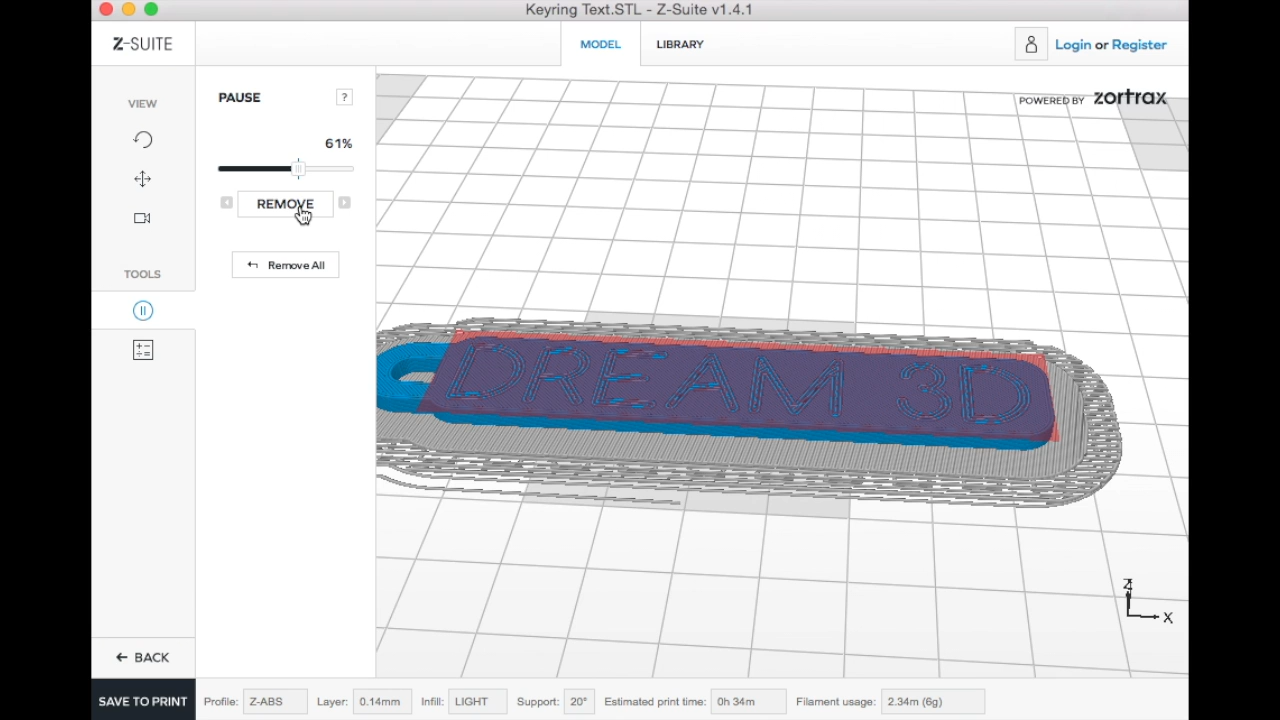 Keyring Text.STL - Z-Suite v1.4.1
Z-SUITE
MODEL
LIBRARY
Login or Register
VIEW
PAUSE
?
POWERED BY zortrax
61%
REMOVE
Remove All
TOOLS
DREAM 3D
Z
X
BACK
SAVE TO PRINT
Profile: Z-ABS Layer: 0.14mm Infill: LIGHT Support: 20° Estimated print time: 0h 34m Filament usage: 2.34m (6g)